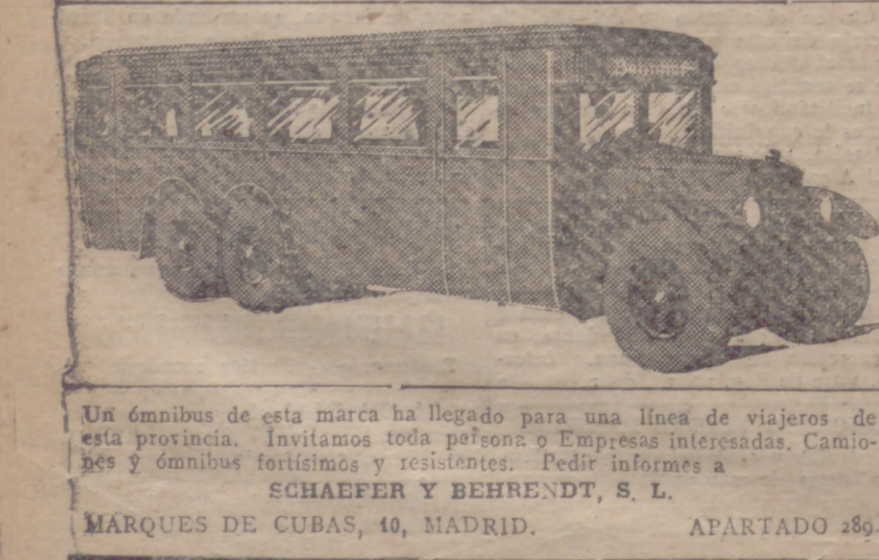 Un ómnibus de esta marca ha llegado para una línea de viajeros de
esta provincia. Invitamos toda persona o Empresas interesadas. Camio-
nes y ómnibus fortísimos y resistentes. Pedir informes a
SCHAEFER Y BEHRENDT, S. L.
MARQUES DE CUBAS, 10, MADRID. APARTADO 289.